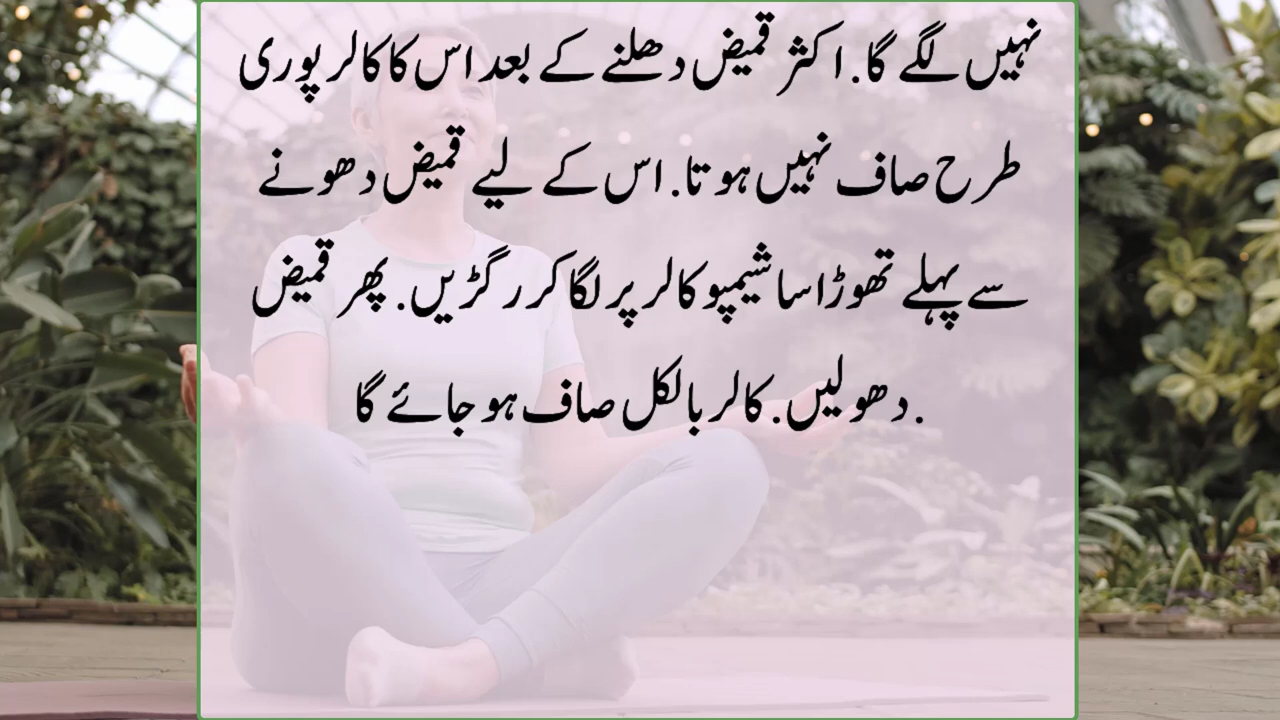 نہیں لگے گا. اکثر قمیض دھلنے کے بعد اس کا کالر پوری
طرح صاف نہیں ہوتا. اس کے لیے قمیض دھونے
سے پہلے تھوڑا سا شیمپو کالر پر لگا کر رگڑیں. پھر قمیض
.دھولیں. کالر بالکل صاف ہو جائے گا